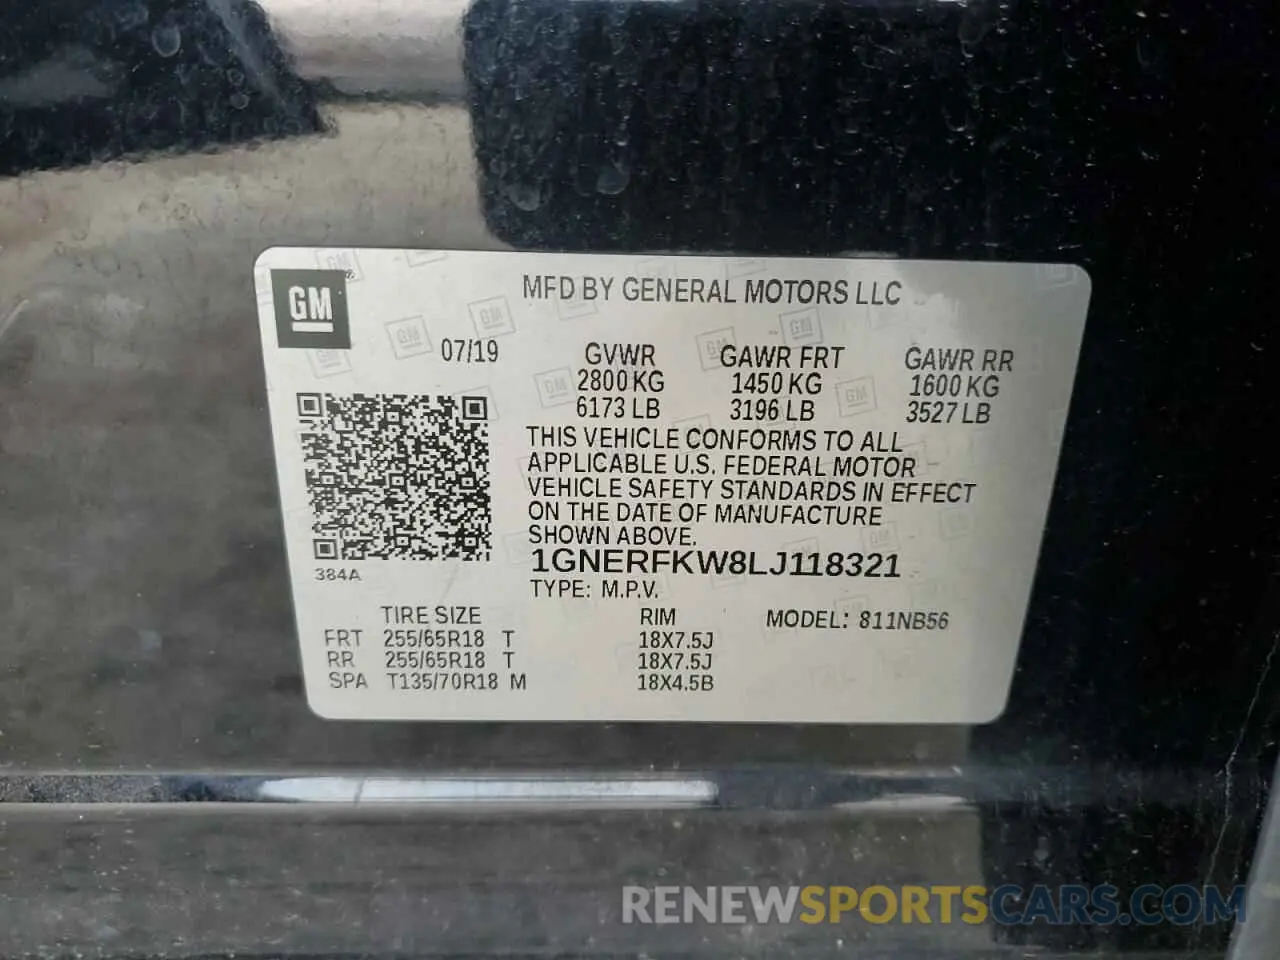 GM
MFD BY GENERAL MOTORS LLC
07/19 GVWR GAWR FRT GAWR RR
2800 KG 1450 KG 1600 KG
6173 LB 3196 LB 3527 LB
THIS VEHICLE CONFORMS TO ALL
APPLICABLE U.S. FEDERAL MOTOR
VEHICLE SAFETY STANDARDS IN EFFECT
ON THE DATE OF MANUFACTURE
SHOWN ABOVE.
1GNERFKW8LJ118321
384A
TYPE: M.P.V.
TIRE SIZE RIM MODEL: 811NB56
FRT 255/65R18 T 18X7.5J
RR 255/65R18 T 18X7.5J
SPA T135/70R18 M 18X4.5B
RENEWSPORTSCARS.COM